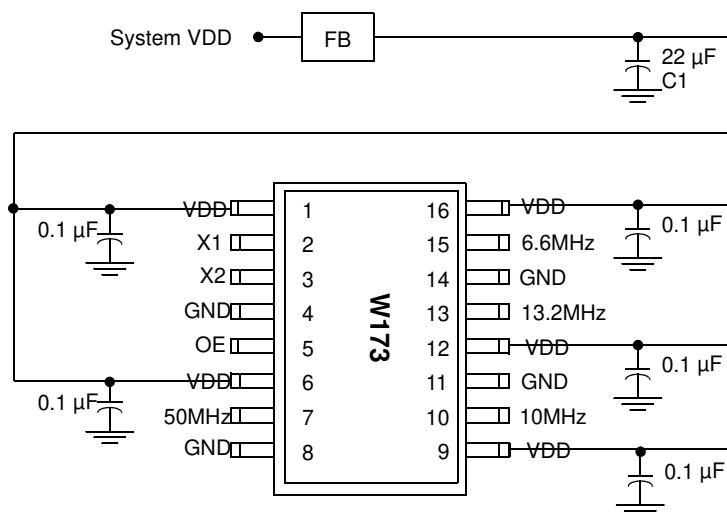 System VDD
FB
22 µF
C1
VDD 1 16 VDD
0.1 µF
0.1 µF
X1 2 15 6.6MHz
X2 3 14 GND
GND 4 13 13.2MHz
W173
OE 5 12 VDD
VDD 6 11 GND
0.1 µF
0.1 µF
50MHz 7 10 10MHz
GND 8 9 VDD
0.1 µF